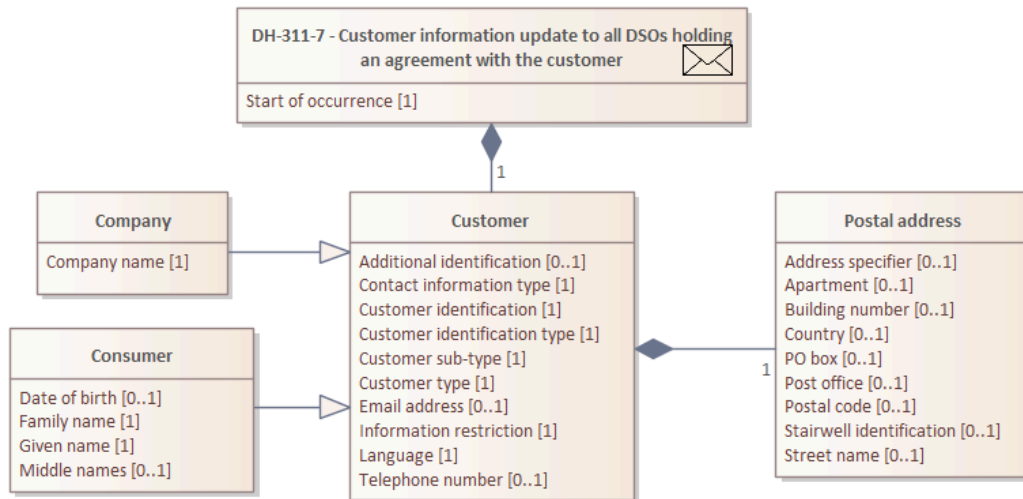 DH-311-7 - Customer information update to all DSOs holding
an agreement with the customer
Start of occurrence [1]
1
Company
Company name [1]
Consumer
Date of birth [0..1]
Family name [1]
Given name [1]
Middle names [0..1]
Customer
Additional identification [0..1]
Contact information type [1]
Customer identification [1]
Customer identification type [1]
Customer sub-type [1]
Customer type [1]
Email address [0..1]
Information restriction [1]
Language [1]
Telephone number [0..1]
1
Postal address
Address specifier [0..1]
Apartment [0..1]
Building number [0..1]
Country [0..1]
PO box [0..1]
Post office [0..1]
Postal code [0..1]
Stairwell identification [0..1]
Street name [0..1]